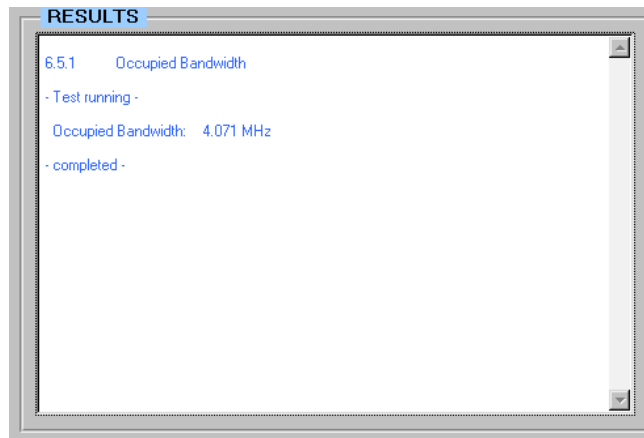 RESULTS
6.5.1 Occupied Bandwidth
- Test running -
Occupied Bandwidth: 4.071 MHz
- completed -